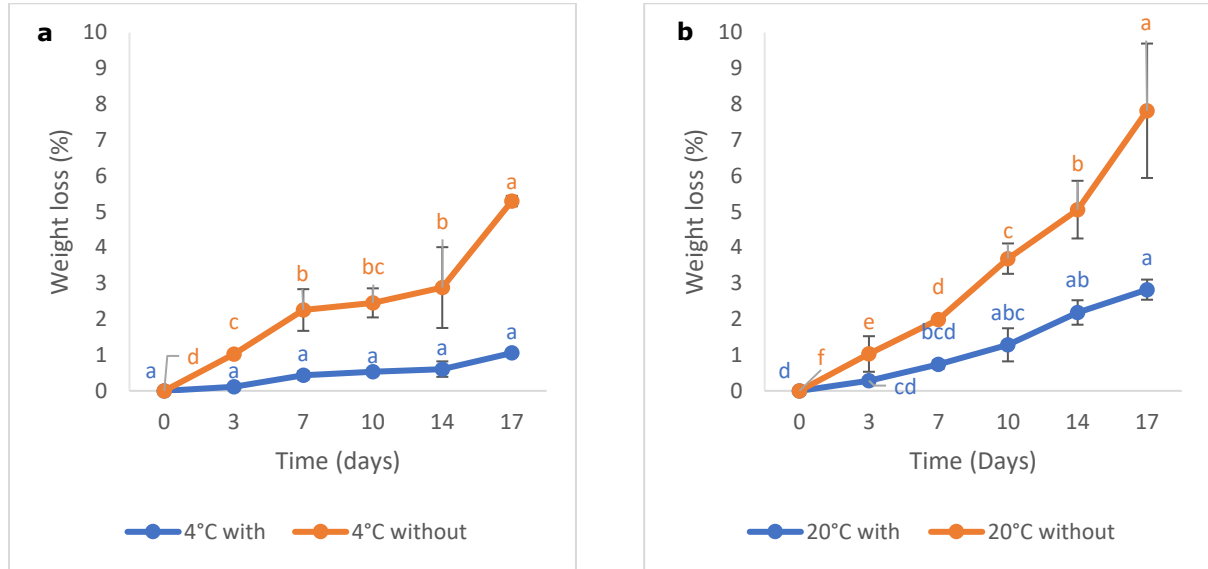 a
10
9
8
7
6
5
4
3
2
1
0
Weight loss (%)
a
b
bc
b
c
d
a
a
a
a
a
a
0 3 7 10 14 17
Time (days)
4°C with 4°C without
b
10
9
8
7
6
5
4
3
2
1
0
Weight loss (%)
a
b
c
d
e
f
a
ab
abc
bcd
cd
d
0 3 7 10 14 17
Time (Days)
20°C with 20°C without